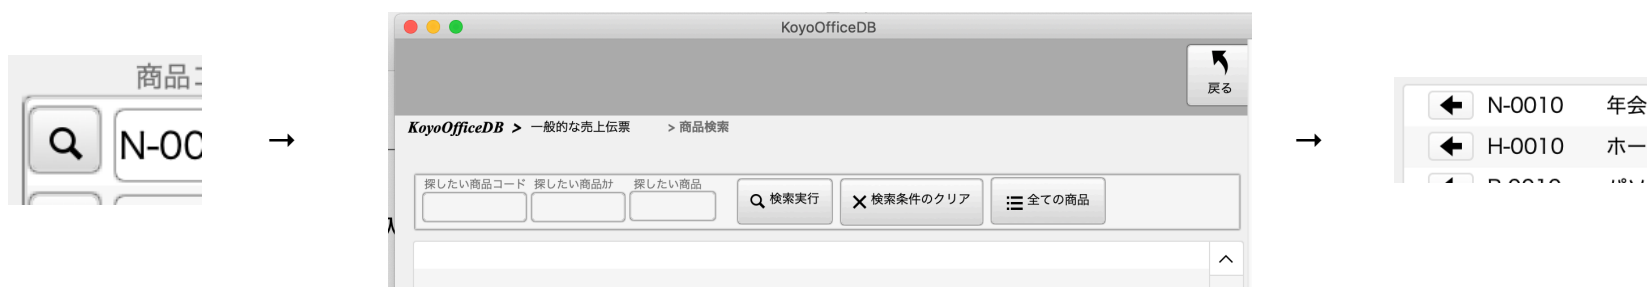 商品コ
N-00
→
KoyoOfficeDB
戻る
KoyoOfficeDB > 一般的な売上伝票 > 商品検索
探したい商品コード 探したい商品カナ 探したい商品
検索実行 検索条件のクリア 全ての商品
→
N-0010 年会
H-0010 ホー